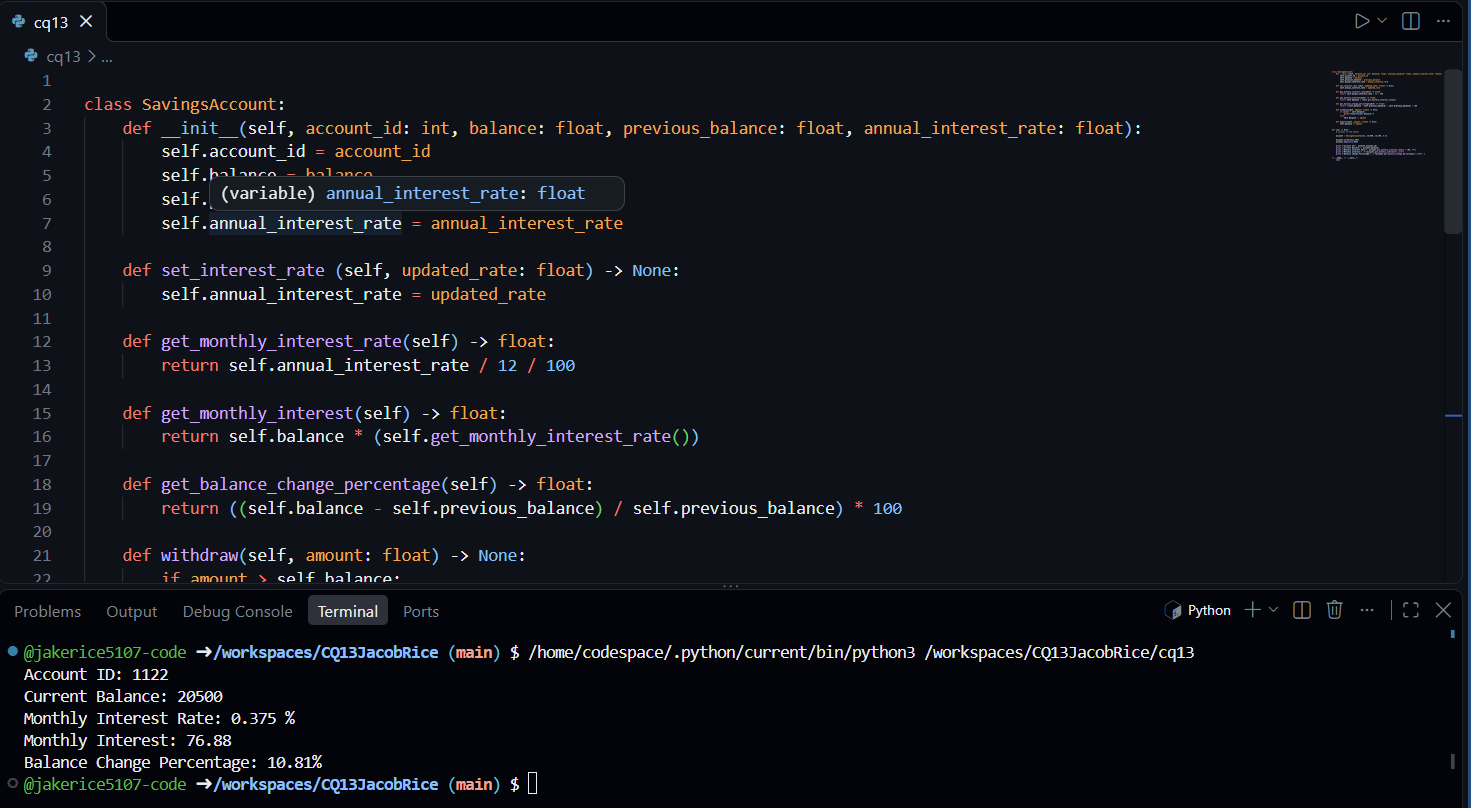 cq13
cq13 > ...
1
2 class SavingsAccount:
3 def __init__(self, account_id: int, balance: float, previous_balance: float, annual_interest_rate: float):
4 self.account_id = account_id
5 self.balance = balance
(variable) annual_interest_rate: float
6 self.
7 self.annual_interest_rate = annual_interest_rate
8
9 def set_interest_rate (self, updated_rate: float) -> None:
10 self.annual_interest_rate = updated_rate
11
12 def get_monthly_interest_rate(self) -> float:
13 return self.annual_interest_rate / 12 / 100
14
15 def get_monthly_interest(self) -> float:
16 return self.balance * (self.get_monthly_interest_rate())
17
18 def get_balance_change_percentage(self) -> float:
19 return ((self.balance - self.previous_balance) / self.previous_balance) * 100
20
21 def withdraw(self, amount: float) -> None:
22 if amount > self.balance:
Problems Output Debug Console Terminal Ports Python
@jakerice5107-code ➜/workspaces/CQ13JacobRice (main) $ /home/codespace/.python/current/bin/python3 /workspaces/CQ13JacobRice/cq13
Account ID: 1122
Current Balance: 20500
Monthly Interest Rate: 0.375 %
Monthly Interest: 76.88
Balance Change Percentage: 10.81%
@jakerice5107-code ➜/workspaces/CQ13JacobRice (main) $